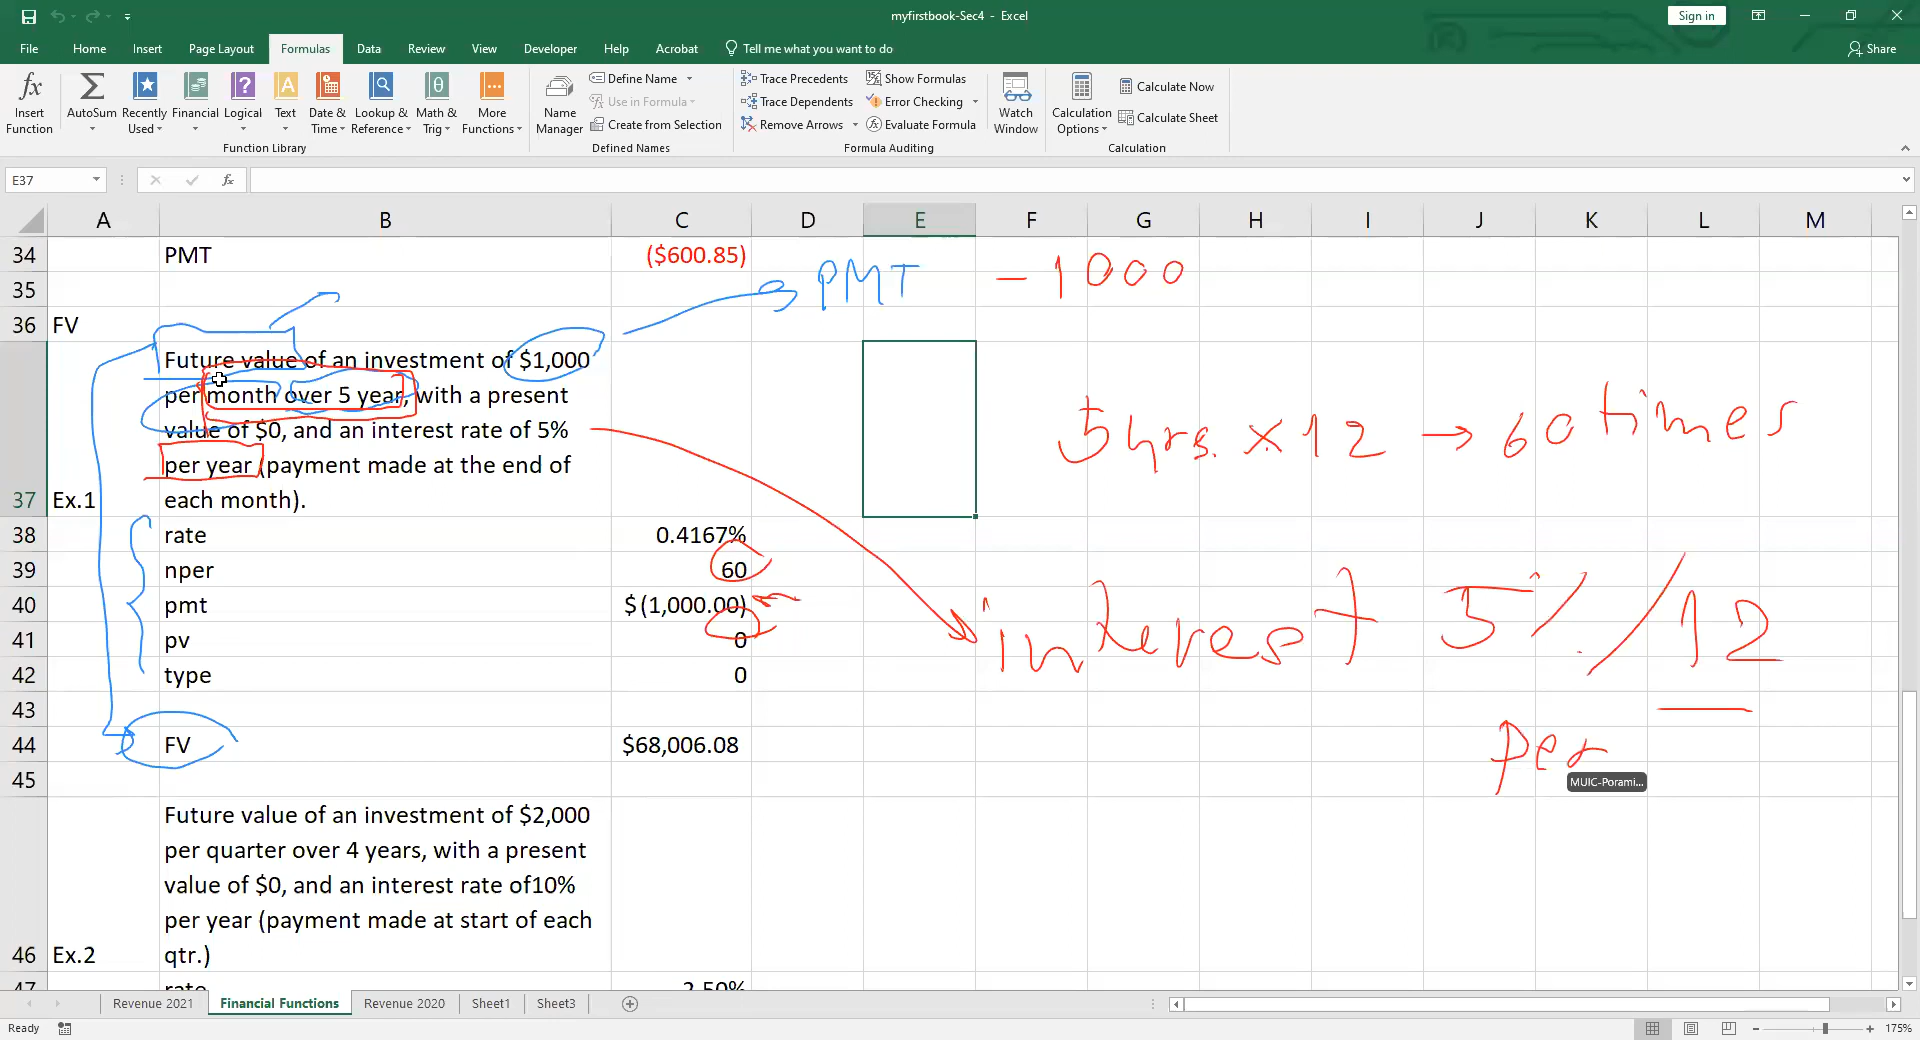 myfirstbook-Sec4 - Excel
Sign in
File Home Insert Page Layout Formulas Data Review View Developer Help Acrobat Tell me what you want to do Share
Insert Function
AutoSum
Recently Used
Financial
Logical
Text
Date & Time
Lookup & Reference
Math & Trig
More Functions
Function Library
Name Manager
Define Name
Use in Formula
Create from Selection
Defined Names
Trace Precedents
Trace Dependents
Remove Arrows
Show Formulas
Error Checking
Evaluate Formula
Formula Auditing
Watch Window
Calculation Options
Calculate Now
Calculate Sheet
Calculation
E37
fx
A B C D E F G H I J K L M
34 PMT ($600.85)
PMT - 1000
35
36 FV
Future value of an investment of $1,000
per month over 5 year, with a present
value of $0, and an interest rate of 5%
per year (payment made at the end of
37 Ex.1 each month).
5 yrs. x 12 → 60 times
38 rate 0.4167%
39 nper 60
40 pmt $(1,000.00)
41 pv 0
interest 5% / 12
42 type 0
43
44 FV $68,006.08
per
45
MUIC-Porami...
Future value of an investment of $2,000
per quarter over 4 years, with a present
value of $0, and an interest rate of10%
per year (payment made at start of each
46 Ex.2 qtr.)
47 rate 2.50%
Revenue 2021 Financial Functions Revenue 2020 Sheet1 Sheet3
Ready
175%